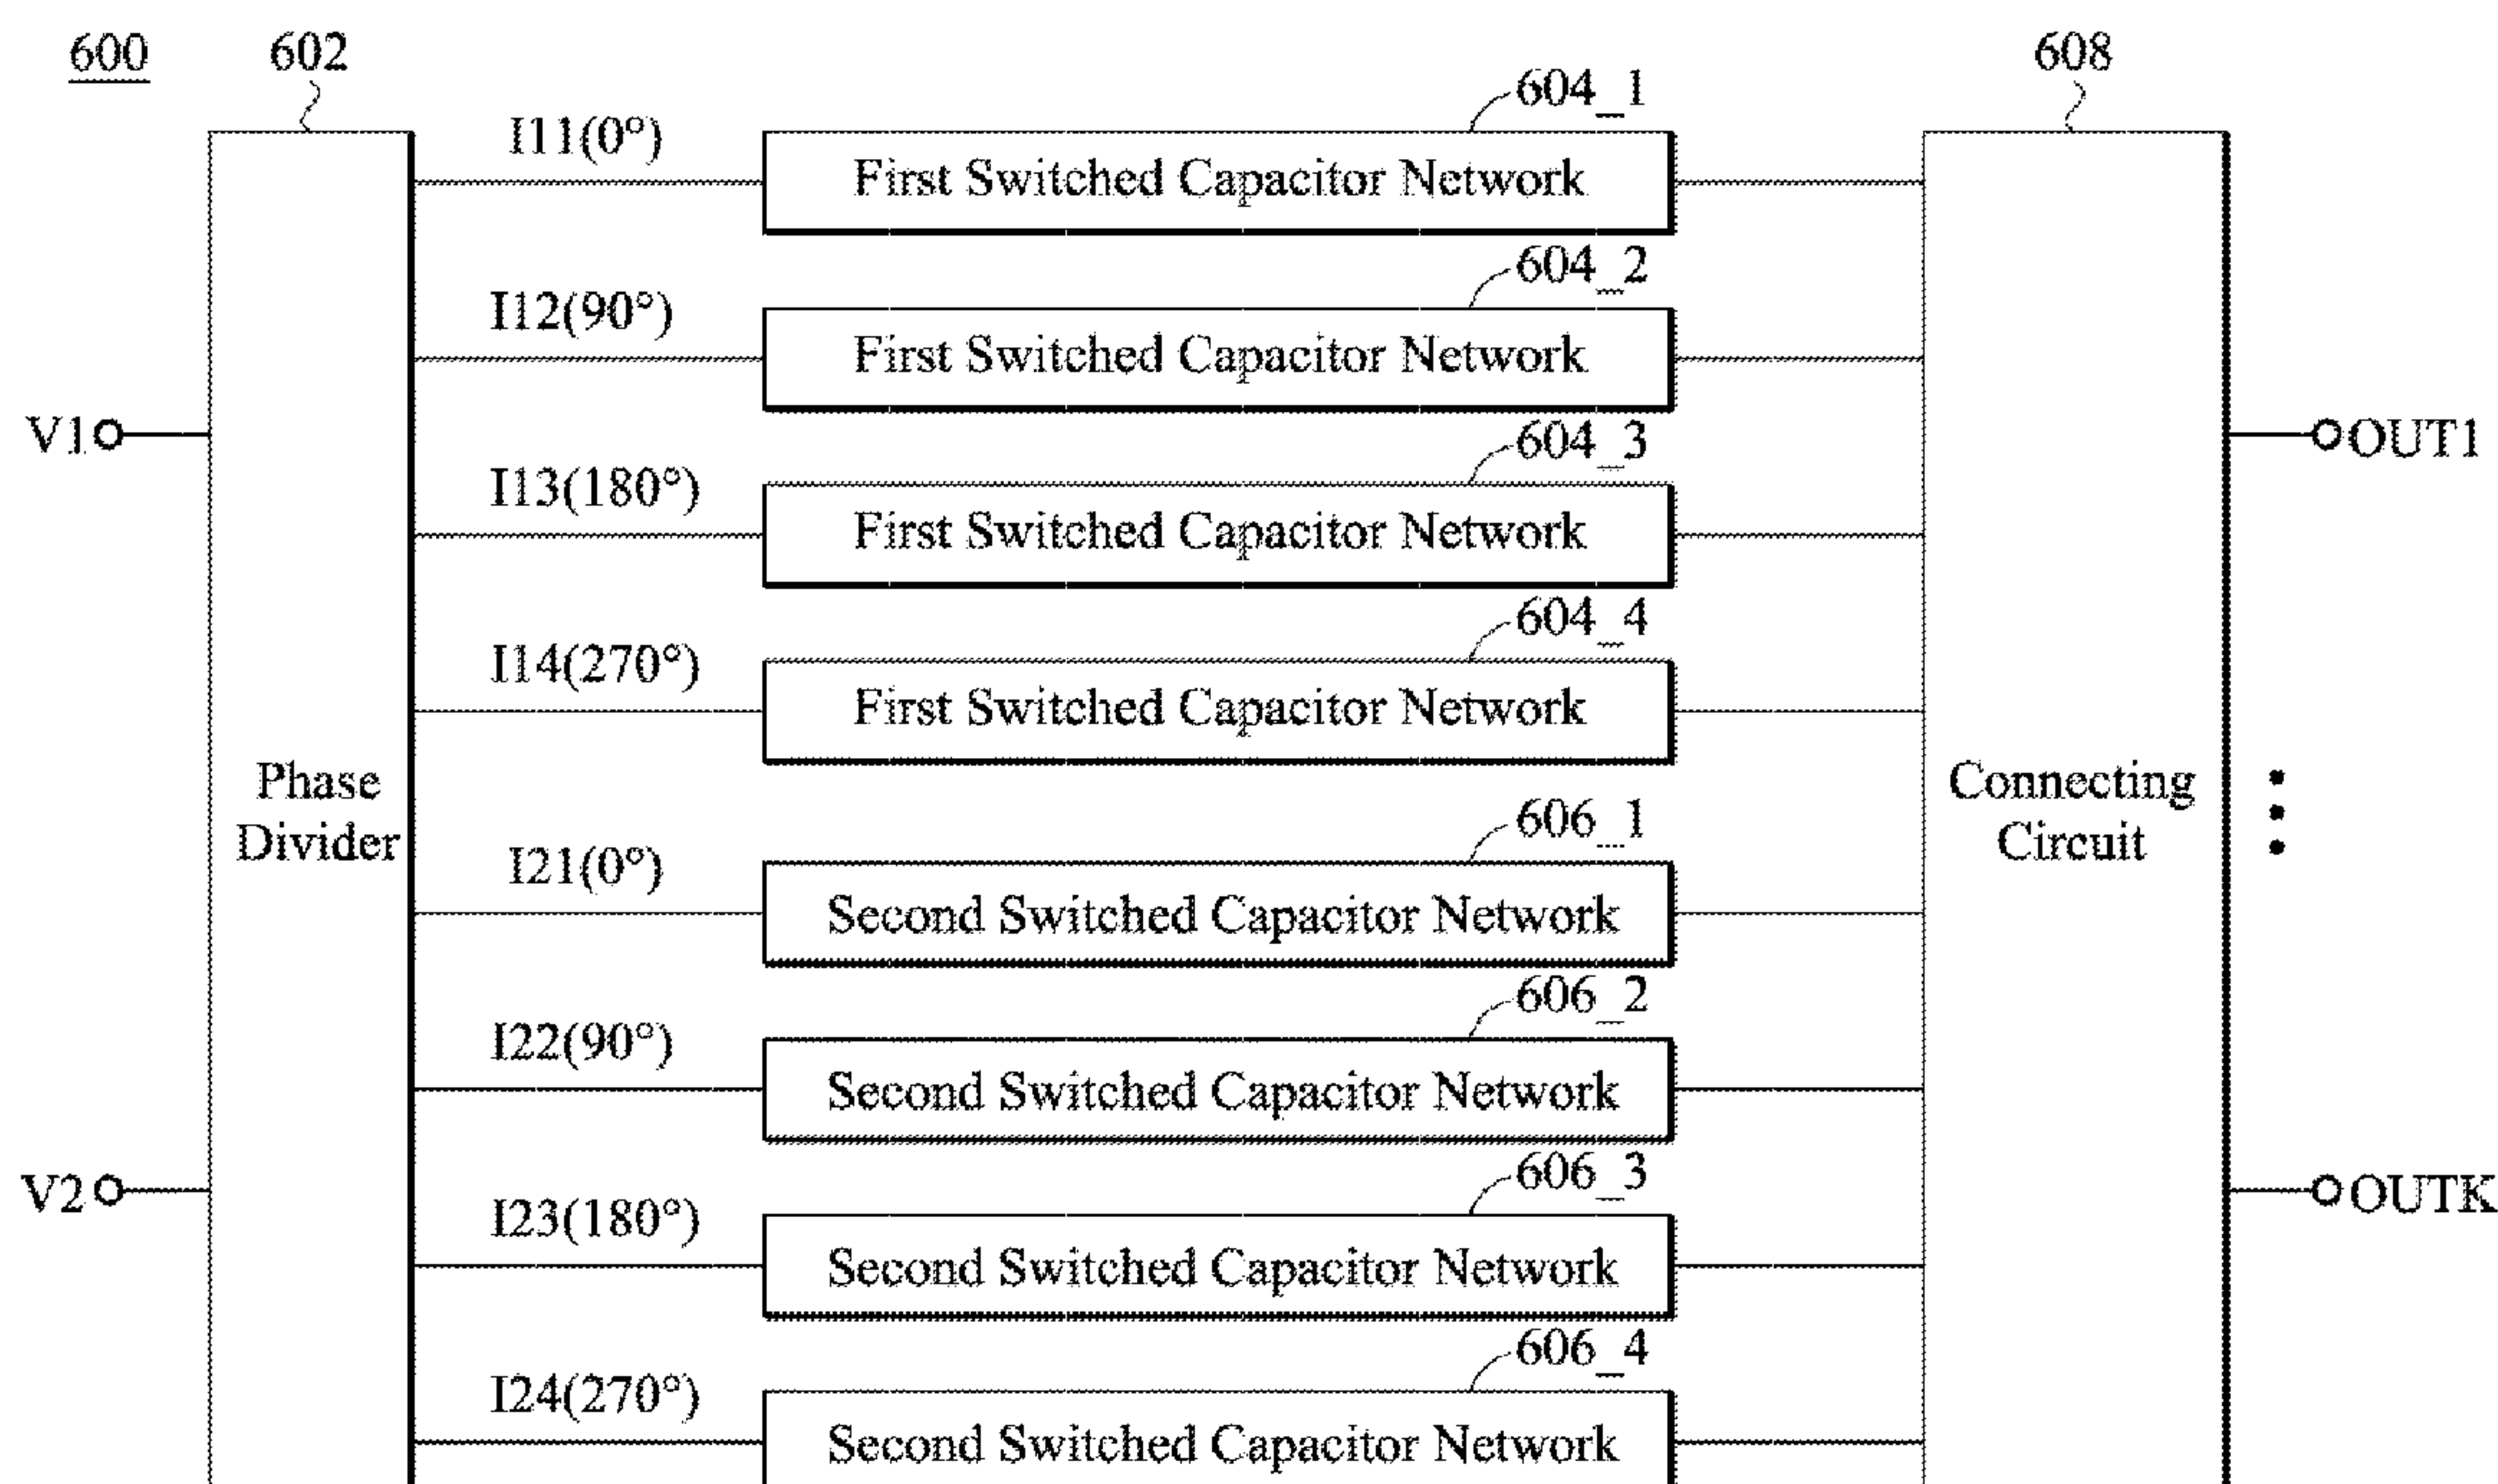 600
602
608
604_1
I11(0°)
First Switched Capacitor Network
604_2
I12(90°)
First Switched Capacitor Network
V1
604_3
OUT1
I13(180°)
First Switched Capacitor Network
604_4
I14(270°)
First Switched Capacitor Network
Phase
Divider
Connecting
Circuit
606_1
I21(0°)
Second Switched Capacitor Network
606_2
I22(90°)
Second Switched Capacitor Network
V2
606_3
OUTK
I23(180°)
Second Switched Capacitor Network
606_4
I24(270°)
Second Switched Capacitor Network